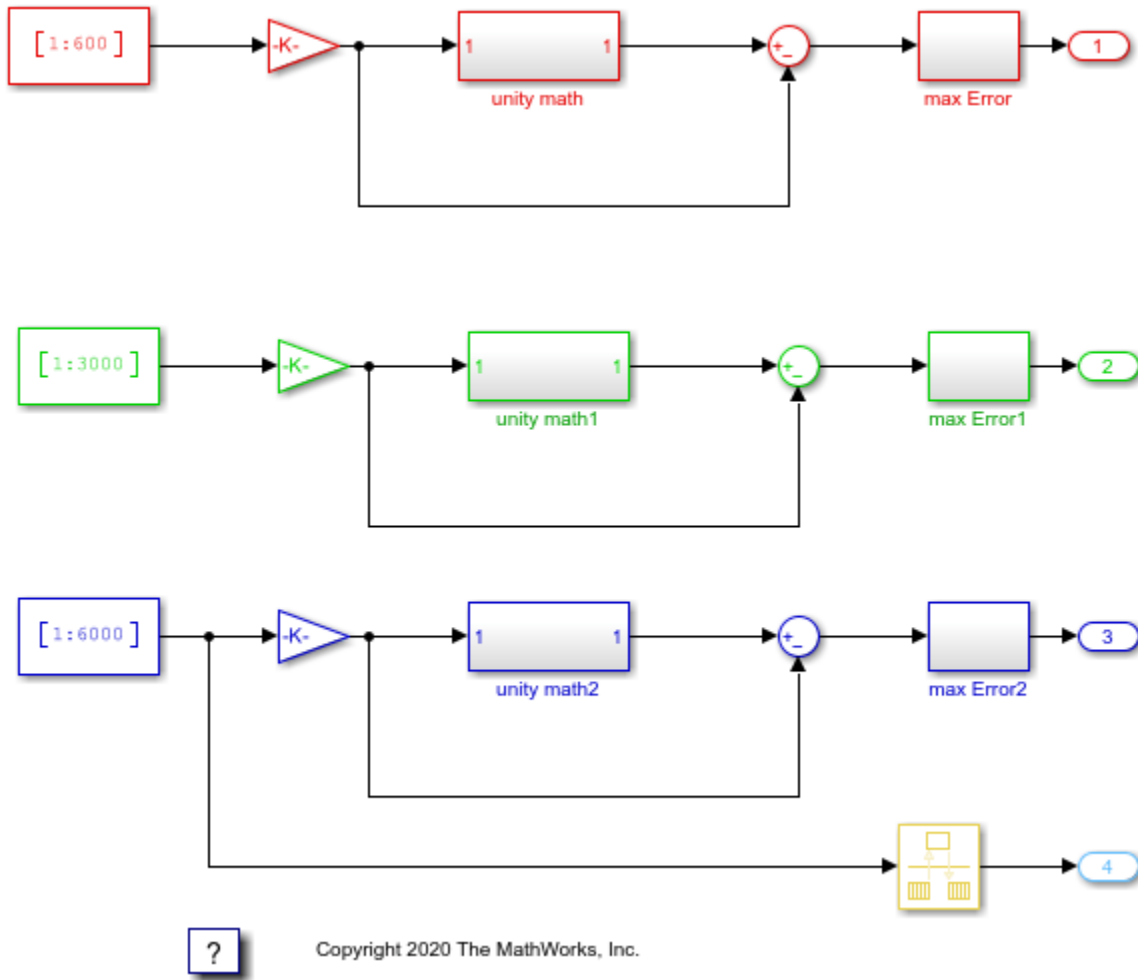 [1:600]
-K-
1 1
+_
1
unity math
max Error
[1:3000]
-K-
1 1
+_
2
unity math1
max Error1
[1:6000]
-K-
1 1
+_
3
unity math2
max Error2
4
?
Copyright 2020 The MathWorks, Inc.